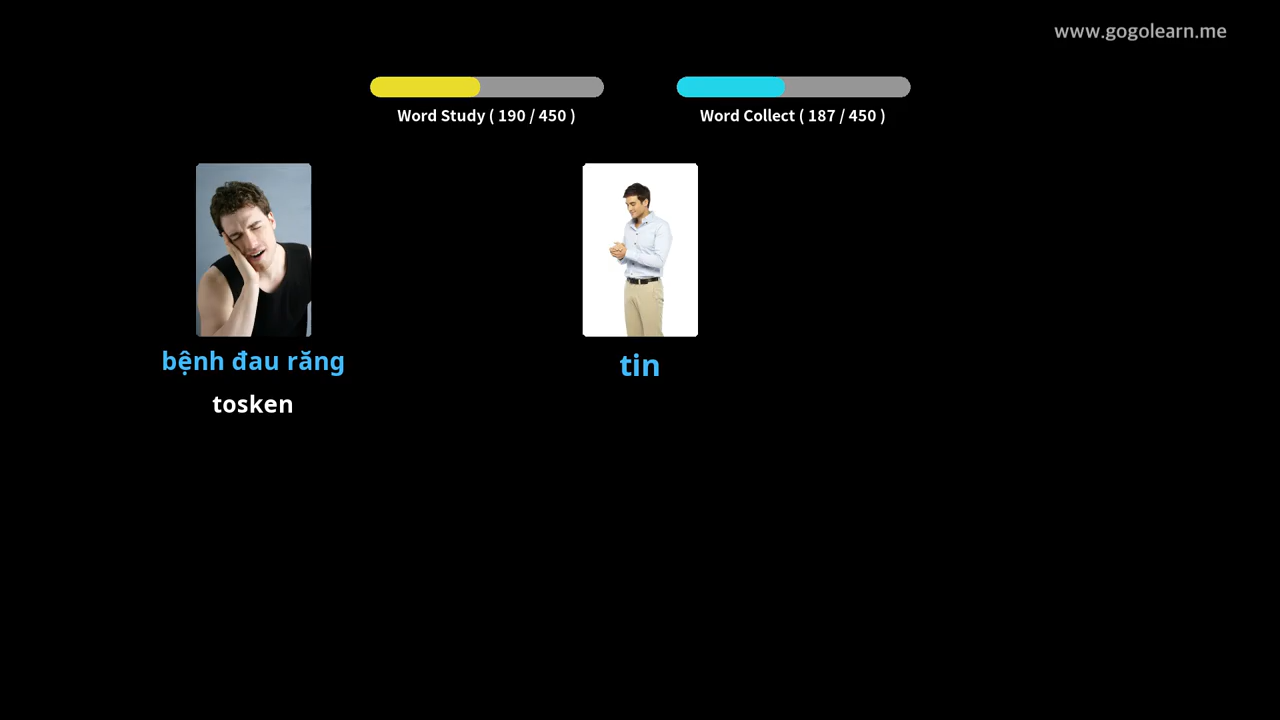 www.gogolearn.me
Word Study ( 190 / 450 )
Word Collect ( 187 / 450 )
bệnh đau răng
tosken
tin